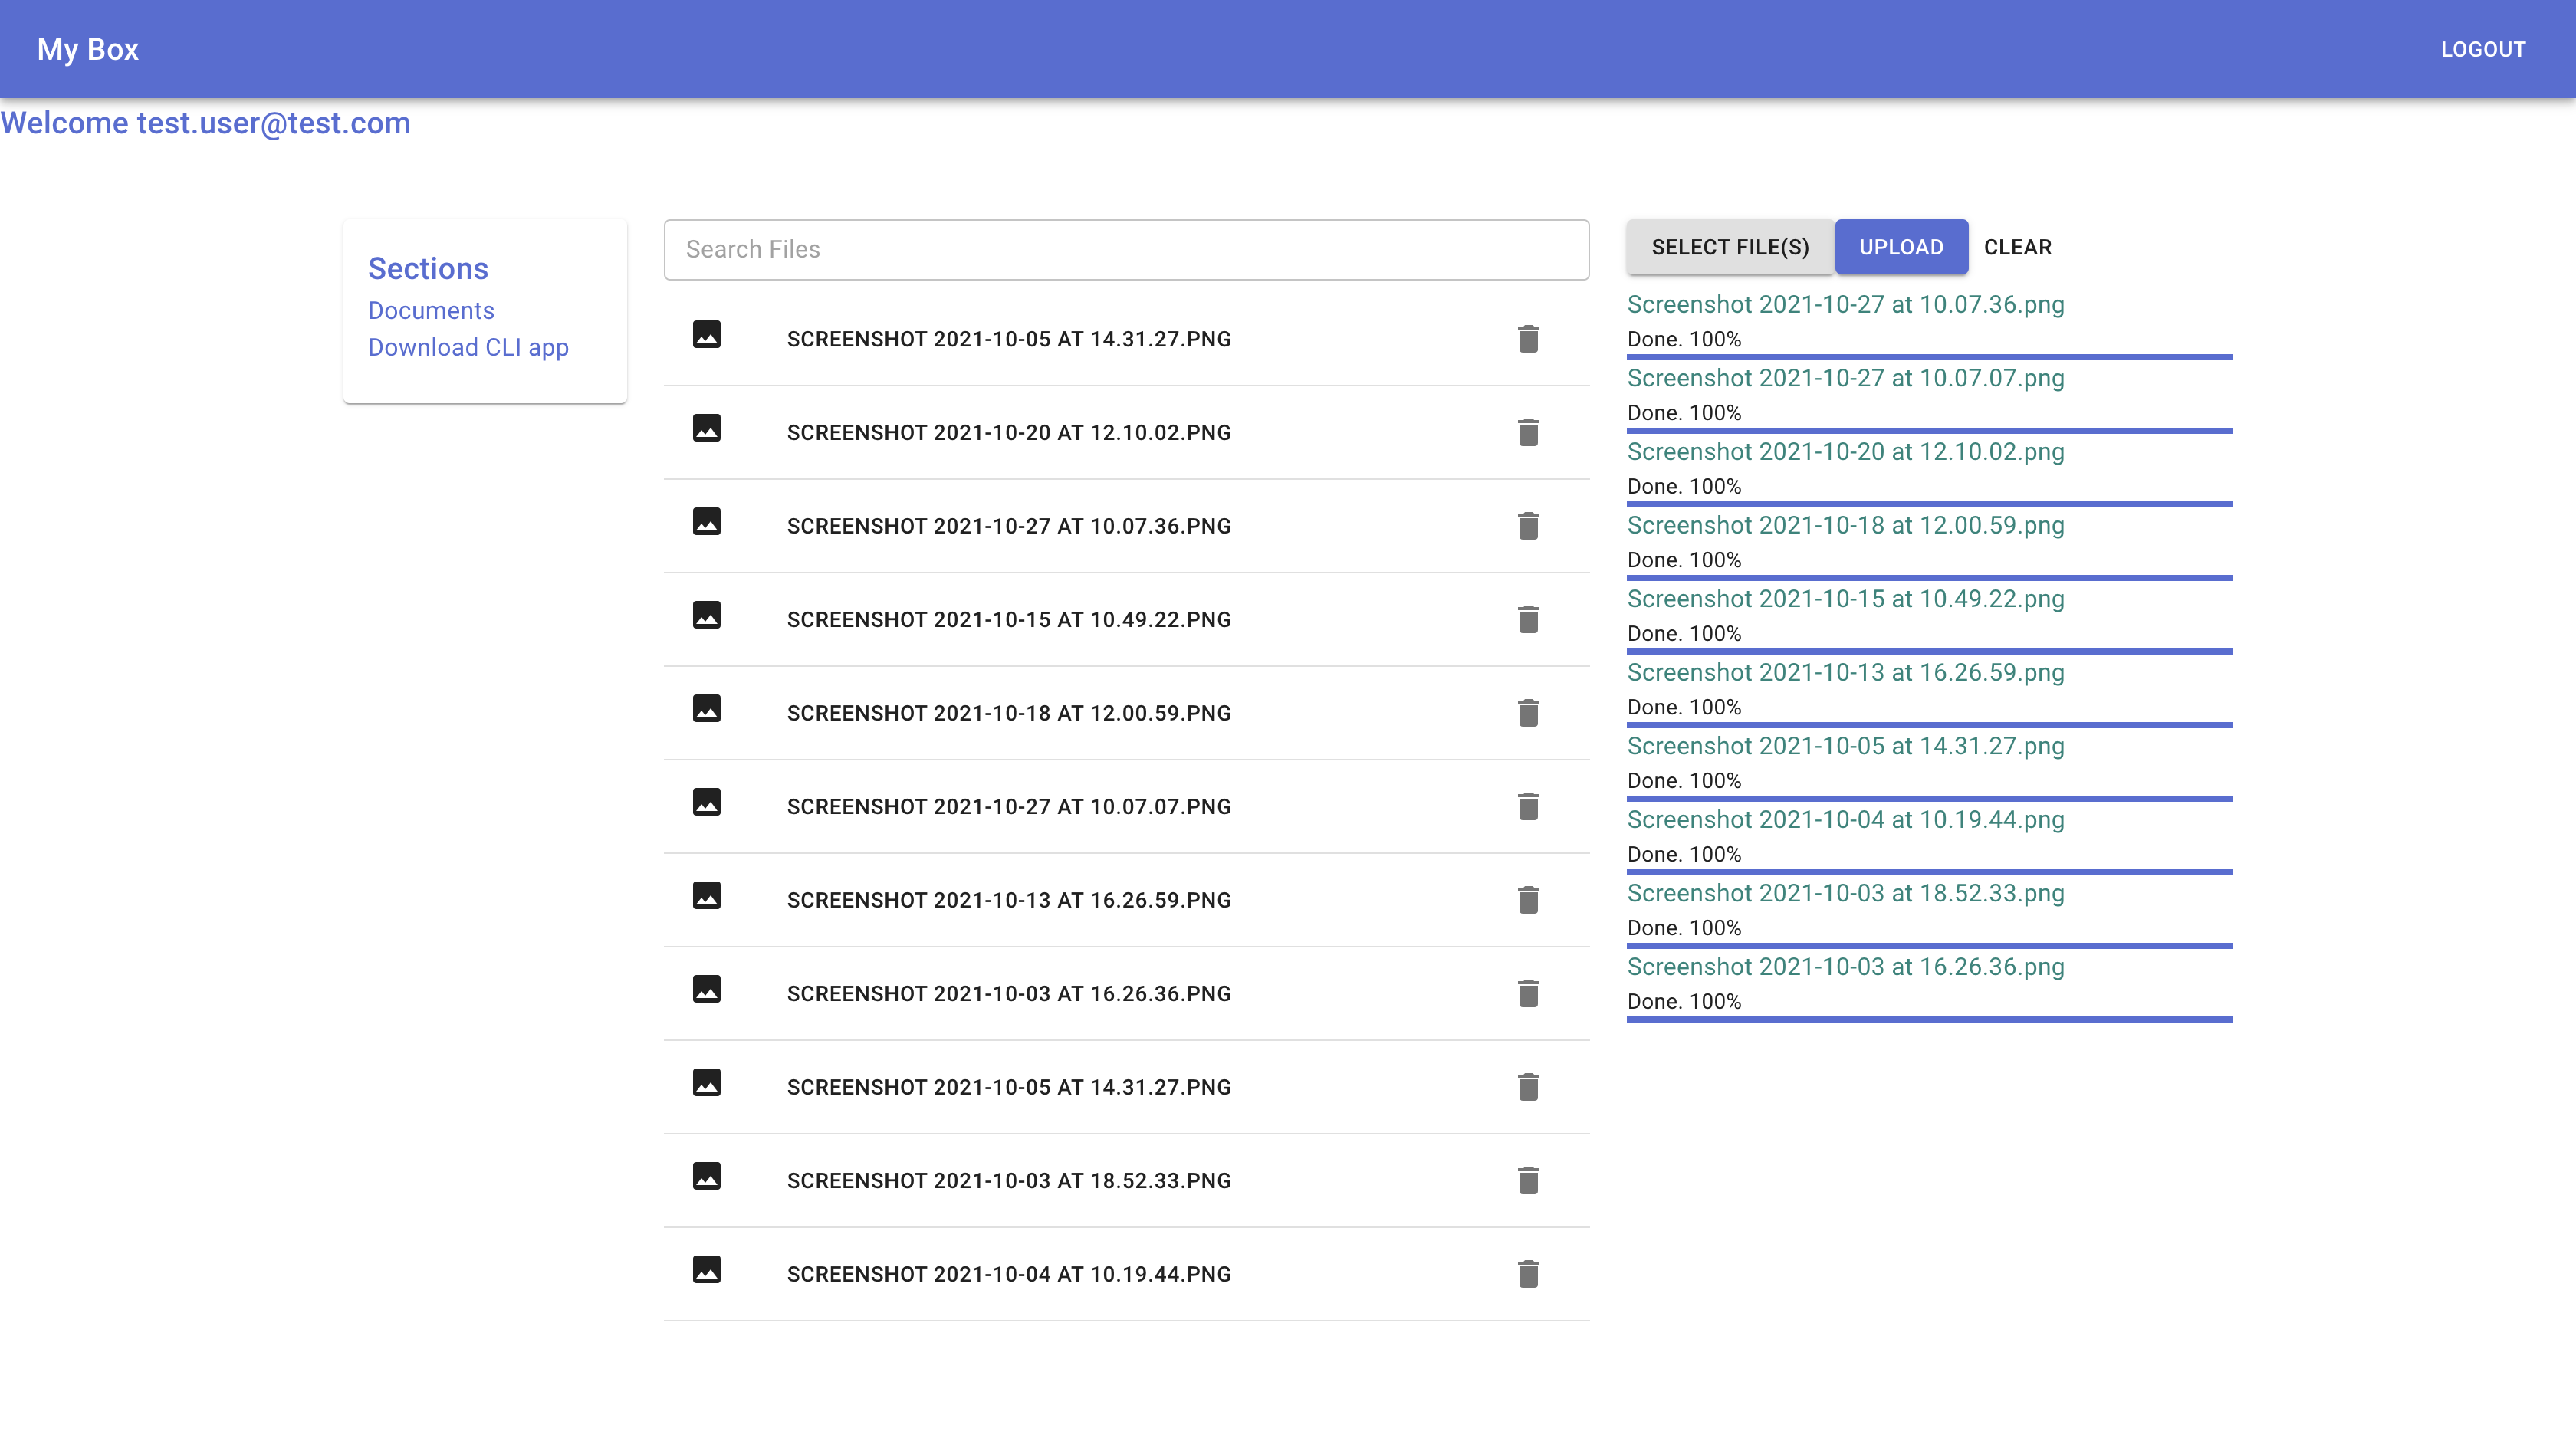 My Box
LOGOUT
Welcome test.user@test.com
Sections
Documents
Download CLI app
Search Files
SCREENSHOT 2021-10-05 AT 14.31.27.PNG
SCREENSHOT 2021-10-20 AT 12.10.02.PNG
SCREENSHOT 2021-10-27 AT 10.07.36.PNG
SCREENSHOT 2021-10-15 AT 10.49.22.PNG
SCREENSHOT 2021-10-18 AT 12.00.59.PNG
SCREENSHOT 2021-10-27 AT 10.07.07.PNG
SCREENSHOT 2021-10-13 AT 16.26.59.PNG
SCREENSHOT 2021-10-03 AT 16.26.36.PNG
SCREENSHOT 2021-10-05 AT 14.31.27.PNG
SCREENSHOT 2021-10-03 AT 18.52.33.PNG
SCREENSHOT 2021-10-04 AT 10.19.44.PNG
SELECT FILE(S) UPLOAD CLEAR
Screenshot 2021-10-27 at 10.07.36.png
Done. 100%
Screenshot 2021-10-27 at 10.07.07.png
Done. 100%
Screenshot 2021-10-20 at 12.10.02.png
Done. 100%
Screenshot 2021-10-18 at 12.00.59.png
Done. 100%
Screenshot 2021-10-15 at 10.49.22.png
Done. 100%
Screenshot 2021-10-13 at 16.26.59.png
Done. 100%
Screenshot 2021-10-05 at 14.31.27.png
Done. 100%
Screenshot 2021-10-04 at 10.19.44.png
Done. 100%
Screenshot 2021-10-03 at 18.52.33.png
Done. 100%
Screenshot 2021-10-03 at 16.26.36.png
Done. 100%